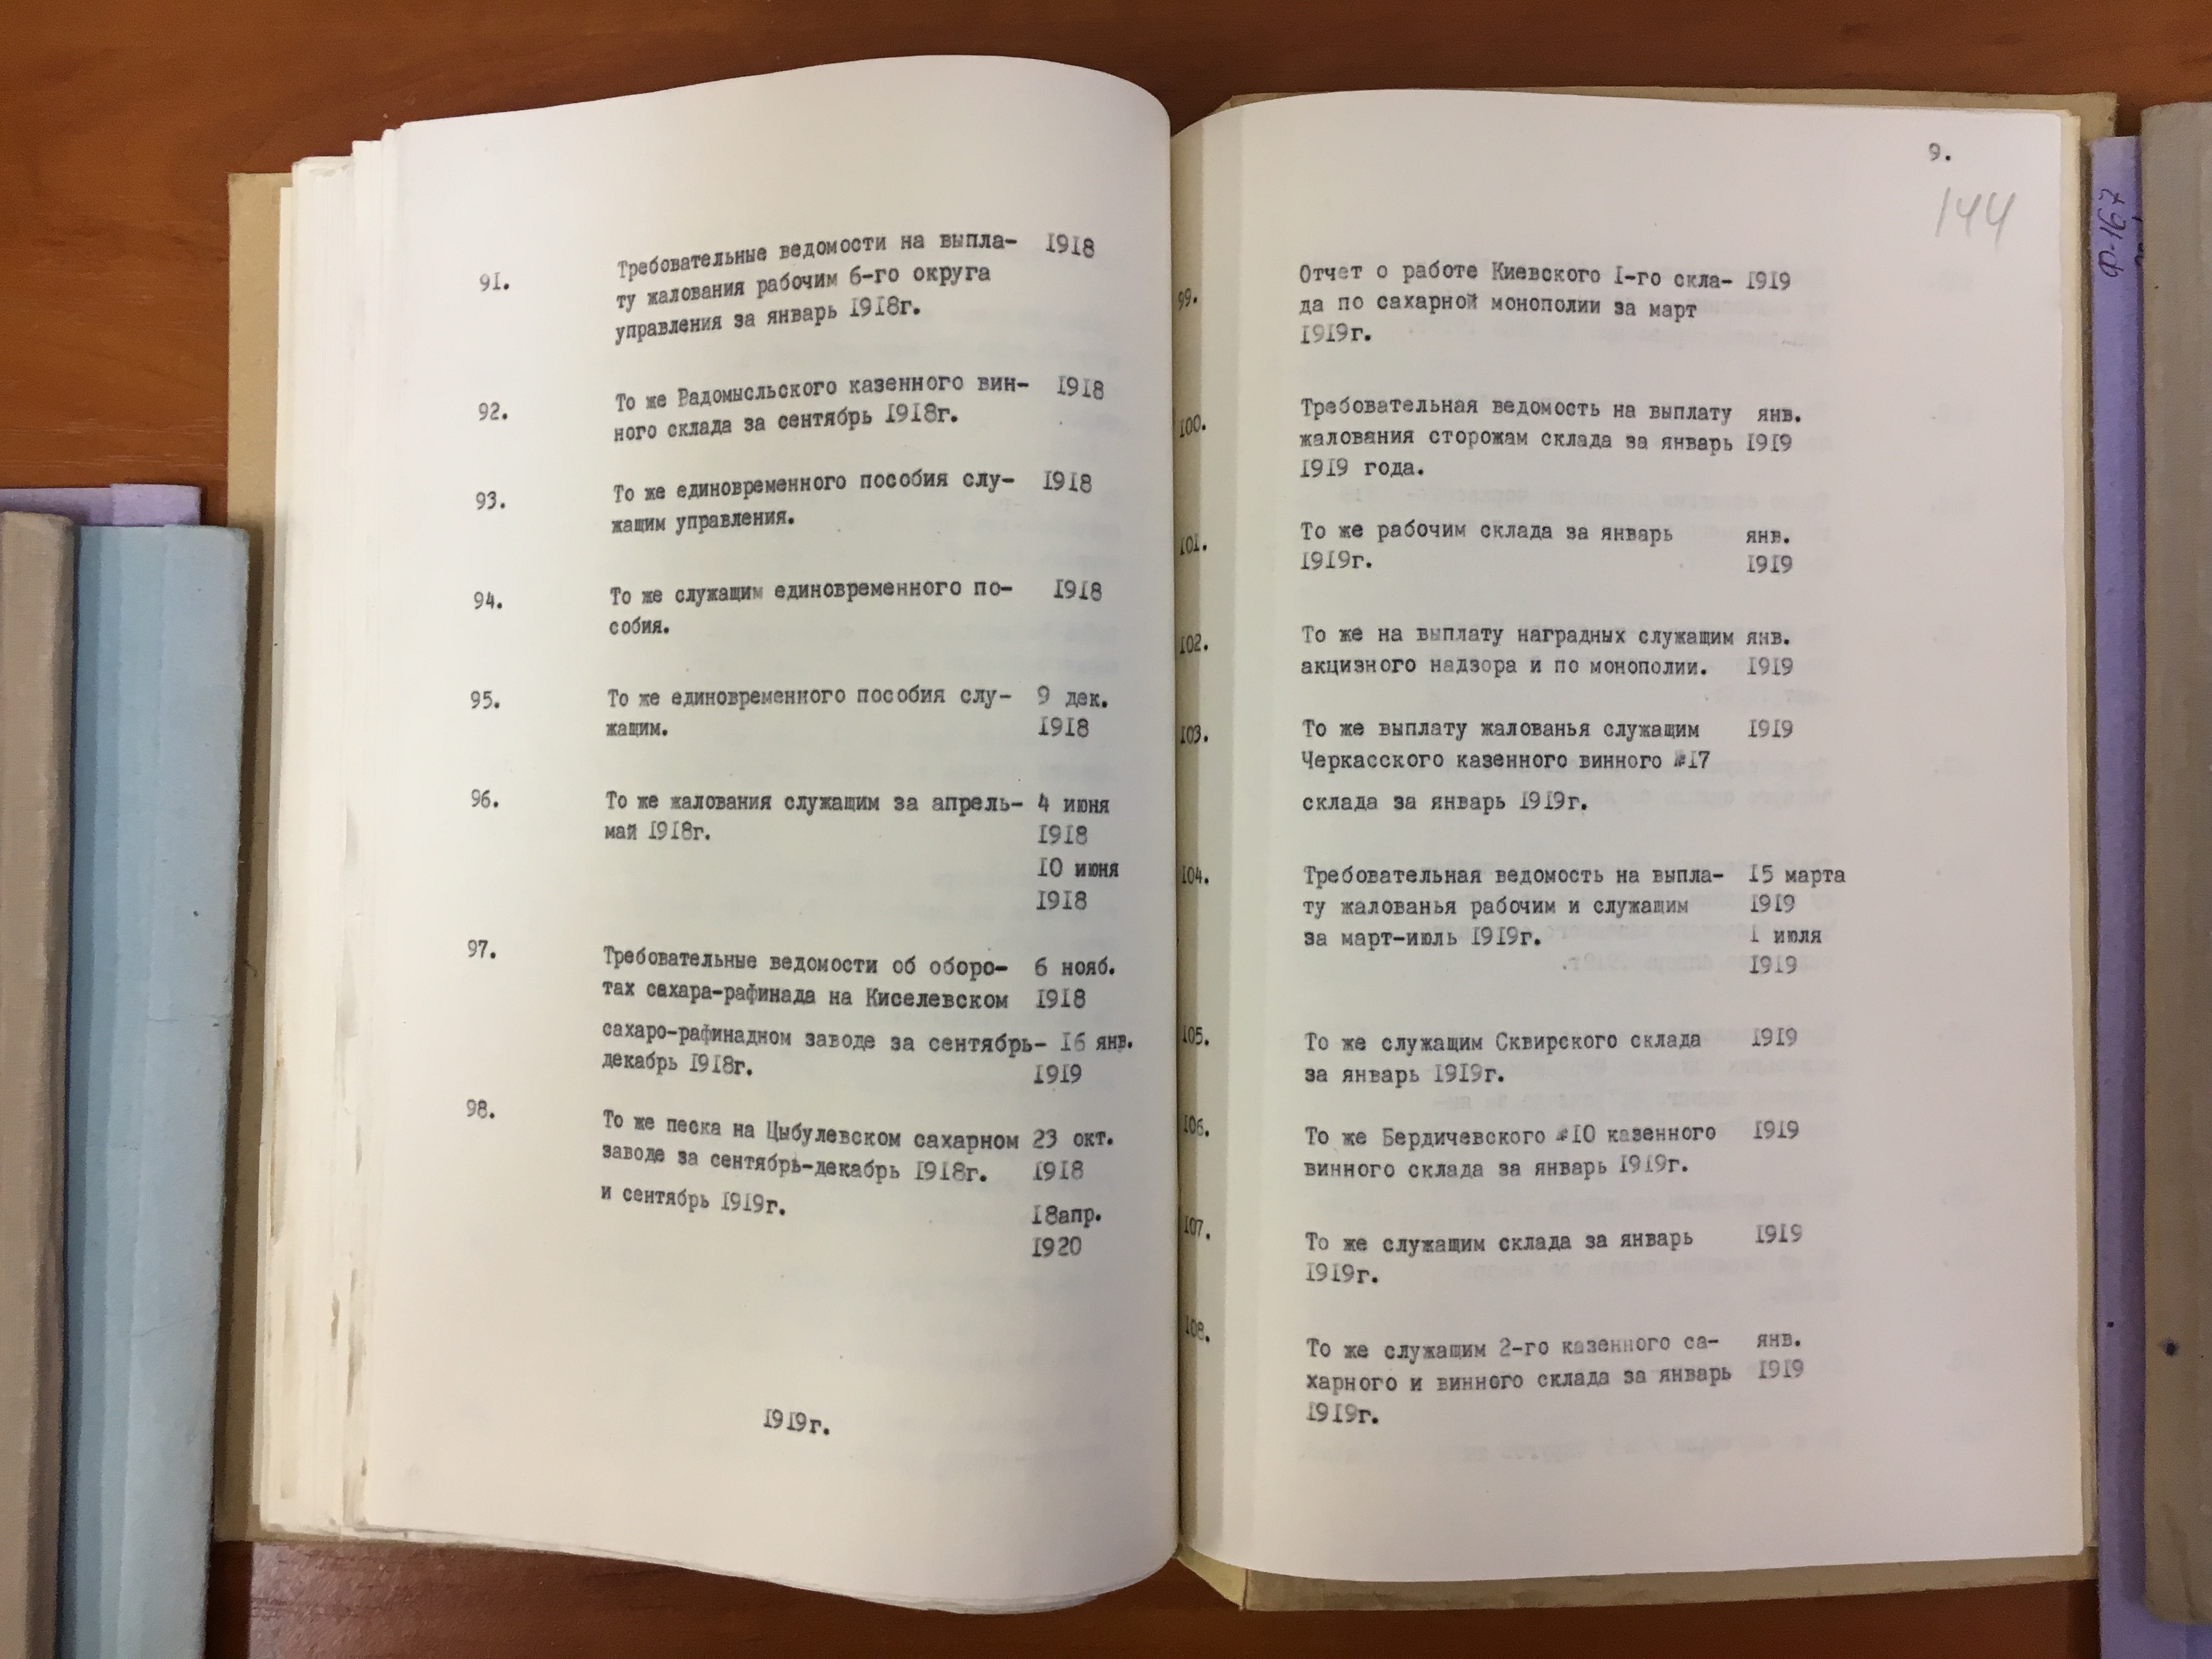 91. Требовательные ведомости на выпла- 1918
ту жалования рабочим 6-го округа
управления за январь 1918г.
92. То же Радомысльского казенного вин- 1918
ного склада за сентябрь 1918г.
93. То же единовременного пособия слу- 1918
жащим управления.
94. То же служащим единовременного по- 1918
собия.
95. То же единовременного пособия слу- 9 дек.
жащим. 1918
96. То же жалования служащим за апрель- 4 июня
май 1918г. 1918
10 июня
1918
97. Требовательные ведомости об оборо- 6 нояб.
тах сахара-рафинада на Киселевском 1918
сахаро-рафинадном заводе за сентябрь- 16 янв.
декабрь 1918г. 1919
98. То же песка на Цыбулевском сахарном 23 окт.
заводе за сентябрь-декабрь 1918г. 1918
и сентябрь 1919г. 18апр.
1920
1919г.
9.
144
99. Отчет о работе Киевского I-го скла- 1919
да по сахарной монополии за март
1919г.
100. Требовательная ведомость на выплату янв.
жалования сторожам склада за январь 1919
1919 года.
101. То же рабочим склада за январь янв.
1919г. 1919
102. То же на выплату наградных служащим янв.
акцизного надзора и по монополии. 1919
103. То же выплату жалованья служащим 1919
Черкасского казенного винного №17
склада за январь 1919г.
104. Требовательная ведомость на выпла- 15 марта
ту жалованья рабочим и служащим 1919
за март-июль 1919г. 1 июля
1919
105. То же служащим Сквирского склада 1919
за январь 1919г.
106. То же Бердичевского №10 казенного 1919
винного склада за январь 1919г.
107. То же служащим склада за январь 1919
1919г.
108. То же служащим 2-го казенного са- янв.
харного и винного склада за январь 1919
1919г.
Ф-167